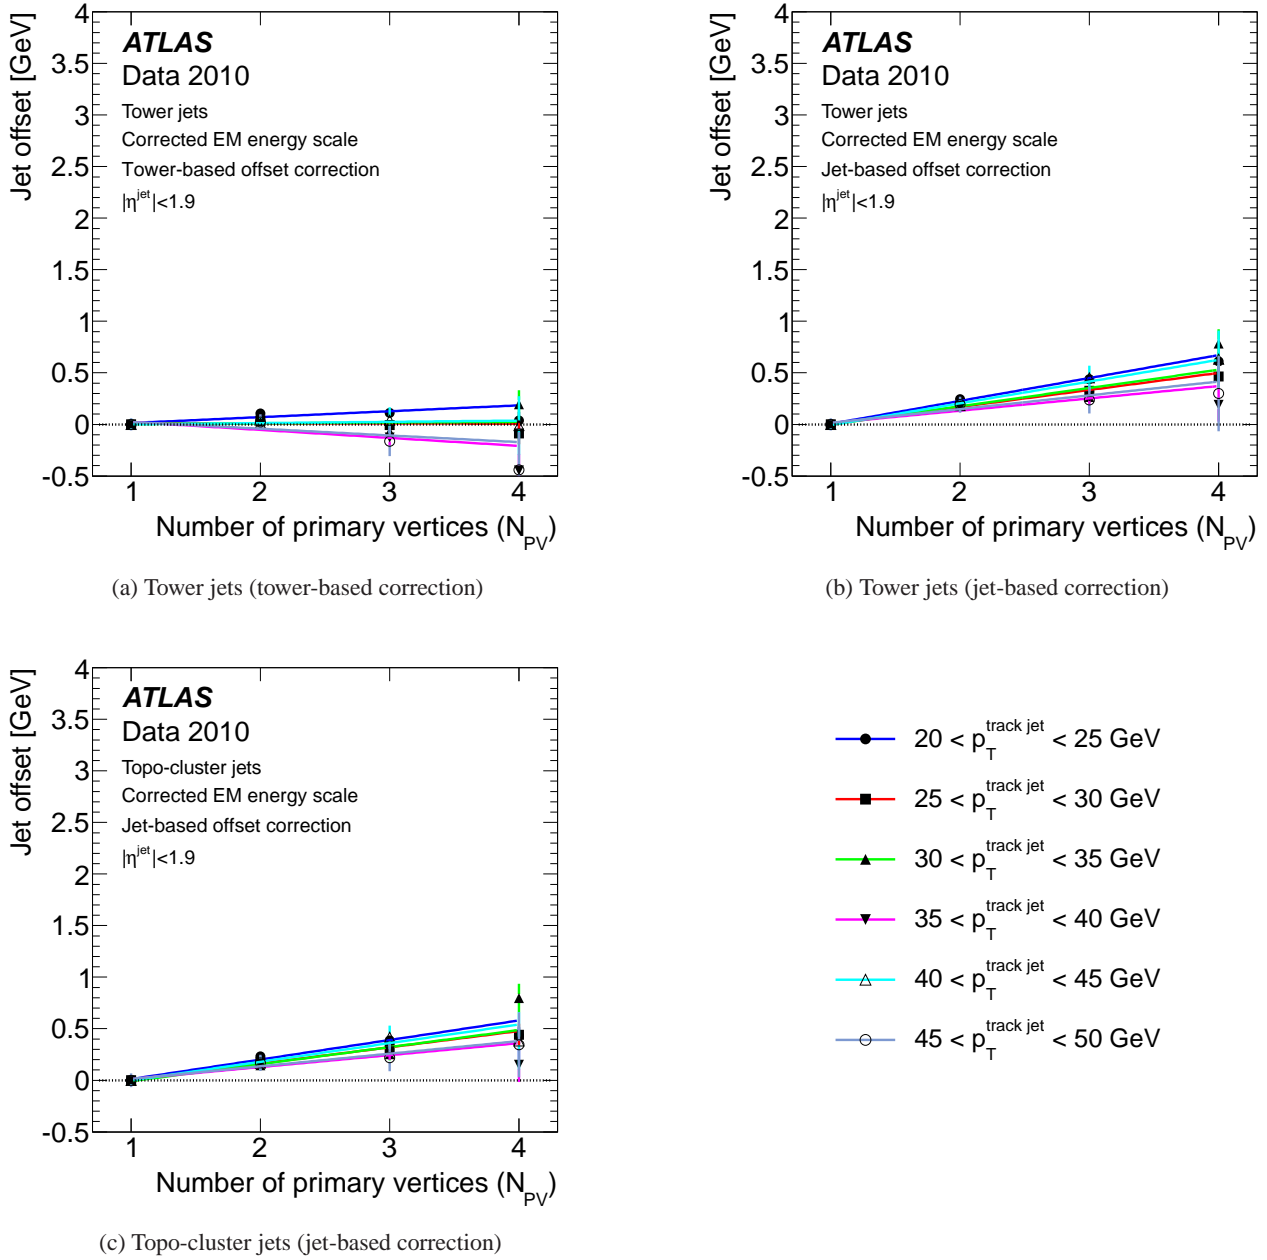 Jet offset [GeV]
4
3.5
3
2.5
2
1.5
1
0.5
0
-0.5
ATLAS
Data 2010
Tower jets
Corrected EM energy scale
Tower-based offset correction
|η^jet|<1.9
1 2 3 4
Number of primary vertices (N_PV)
(a) Tower jets (tower-based correction)
Jet offset [GeV]
4
3.5
3
2.5
2
1.5
1
0.5
0
-0.5
ATLAS
Data 2010
Tower jets
Corrected EM energy scale
Jet-based offset correction
|η^jet|<1.9
1 2 3 4
Number of primary vertices (N_PV)
(b) Tower jets (jet-based correction)
Jet offset [GeV]
4
3.5
3
2.5
2
1.5
1
0.5
0
-0.5
ATLAS
Data 2010
Topo-cluster jets
Corrected EM energy scale
Jet-based offset correction
|η^jet|<1.9
1 2 3 4
Number of primary vertices (N_PV)
(c) Topo-cluster jets (jet-based correction)
20 < p_T^track jet < 25 GeV
25 < p_T^track jet < 30 GeV
30 < p_T^track jet < 35 GeV
35 < p_T^track jet < 40 GeV
40 < p_T^track jet < 45 GeV
45 < p_T^track jet < 50 GeV